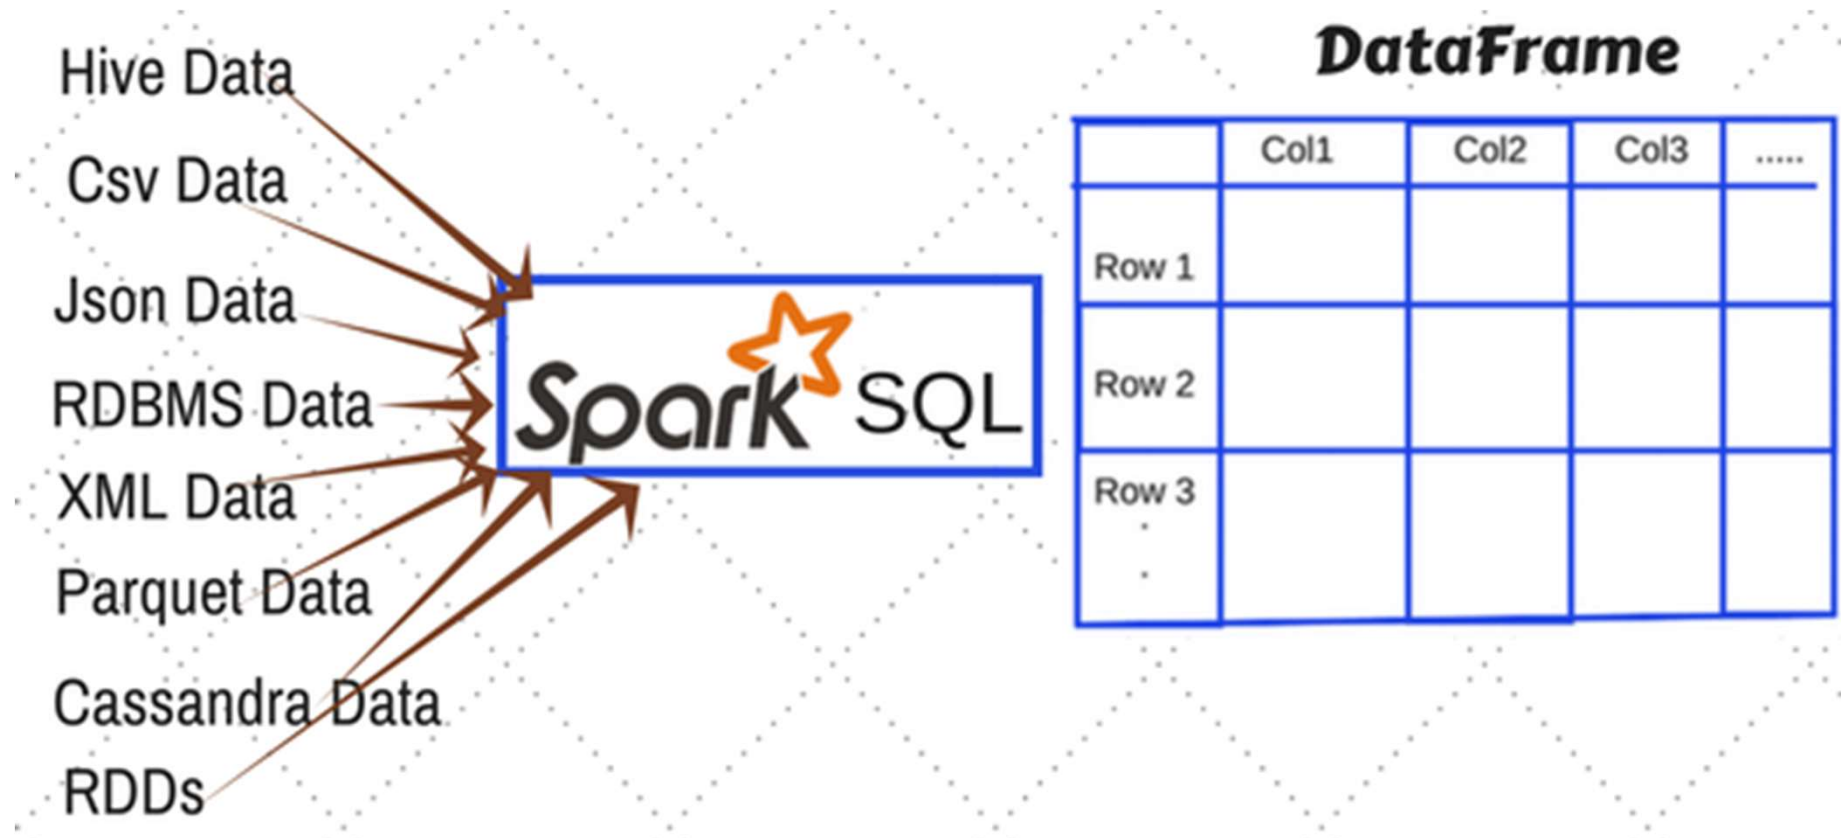 Hive Data
Csv Data
Json Data
RDBMS Data
XML Data
Parquet Data
Cassandra Data
RDDs
Spark SQL
DataFrame
Col1 Col2 Col3 .....
Row 1
Row 2
Row 3
.
.